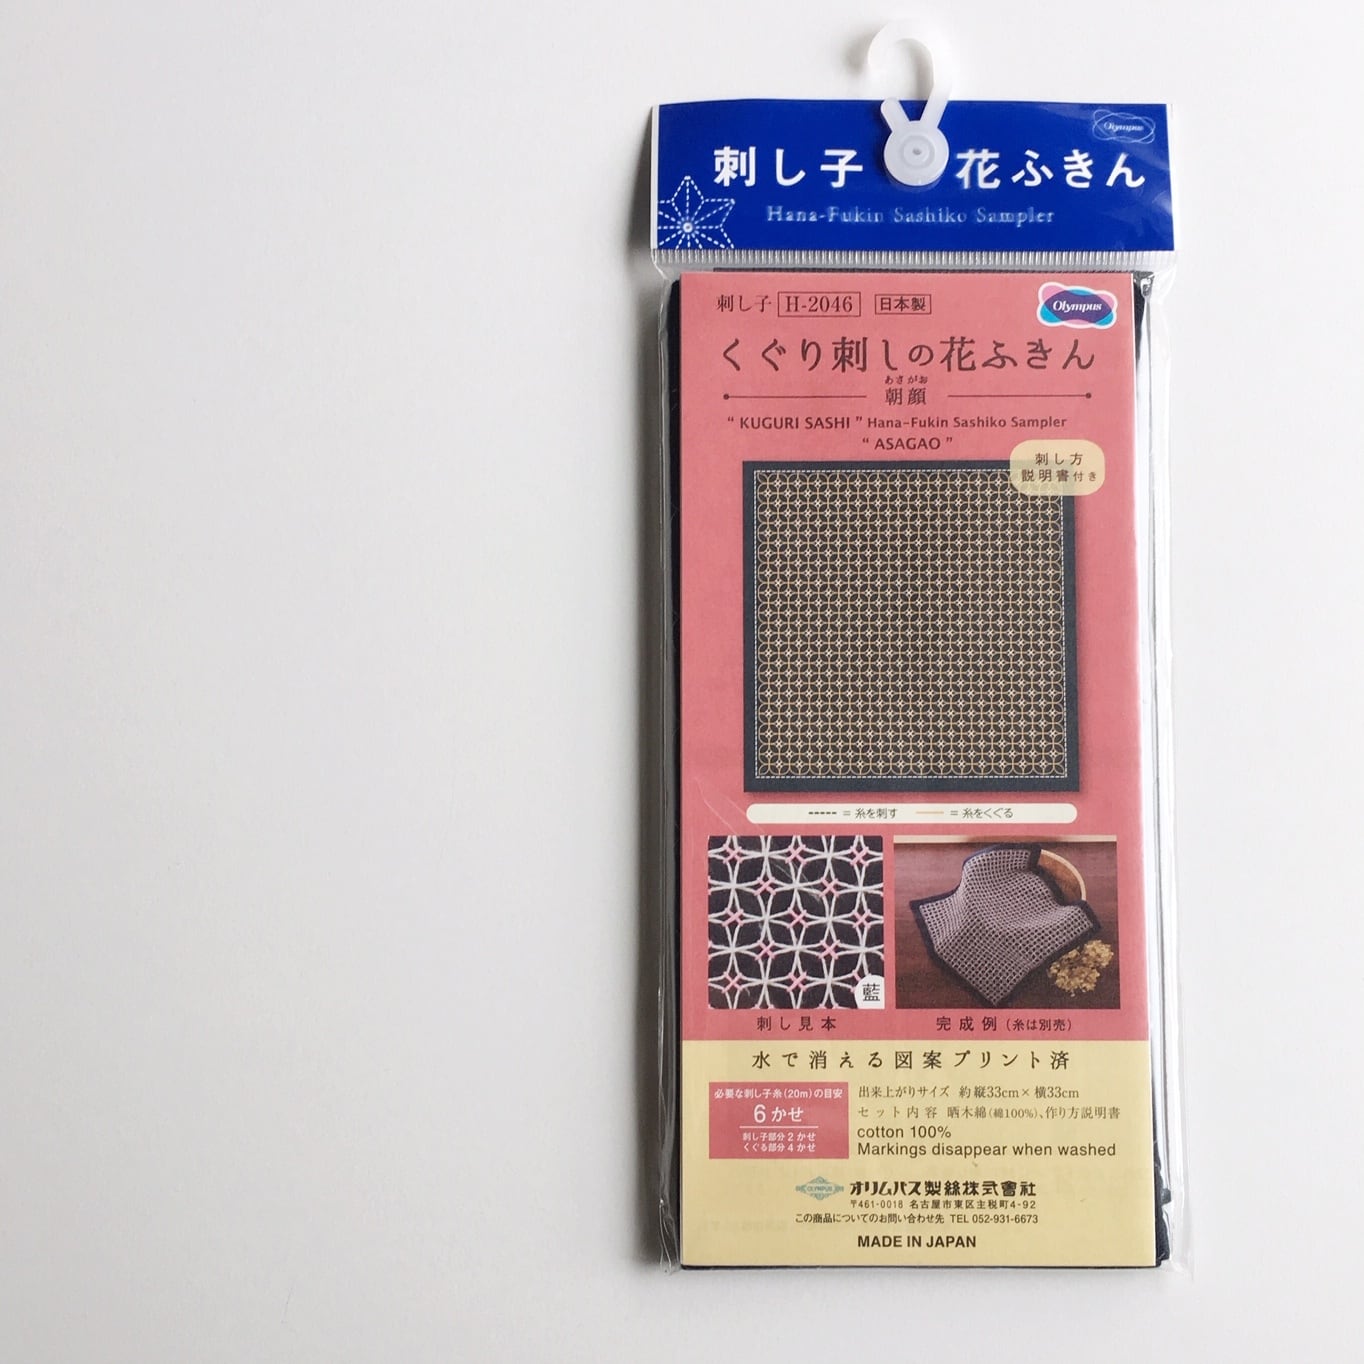 Olympus
刺し子 花ふきん
Hana-Fukin Sashiko Sampler
刺し子 H-2046 日本製
Olympus
くぐり刺しの花ふきん
あさがお
朝顔
“ KUGURI SASHI ” Hana-Fukin Sashiko Sampler
“ ASAGAO ”
刺し方
説明書付き
= 糸を刺す = 糸をくぐる
藍
刺し見本
完成例 (糸は別売)
水で消える図案プリント済
必要な刺し子糸(20m)の目安
6かせ
刺し子部分2かせ
くぐる部分4かせ
出来上がりサイズ 約縦33cm×横33cm
セット内容 晒木綿(綿100%)、作り方説明書
cotton 100%
Markings disappear when washed
OLYMPUS オリムパス製絲株式會社
〒461-0018 名古屋市東区主税町4-92
この商品についてのお問い合わせ先 TEL 052-931-6673
MADE IN JAPAN